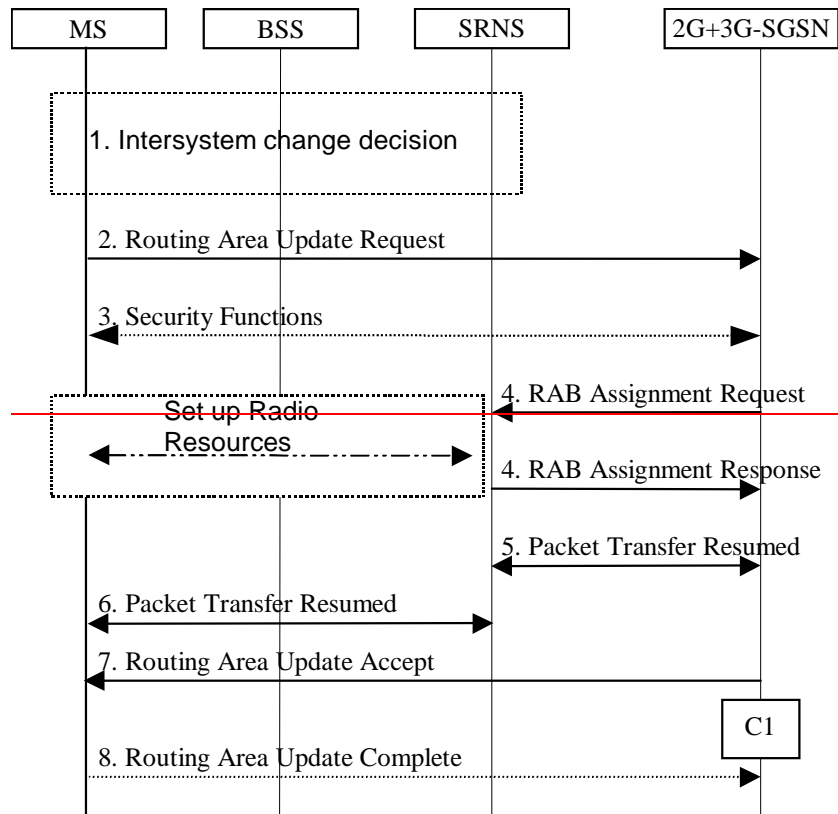 MS BSS SRNS 2G+3G-SGSN
1. Intersystem change decision
2. Routing Area Update Request
3. Security Functions
4. RAB Assignment Request
Set up Radio
Resources
4. RAB Assignment Response
5. Packet Transfer Resumed
6. Packet Transfer Resumed
7. Routing Area Update Accept
C1
8. Routing Area Update Complete